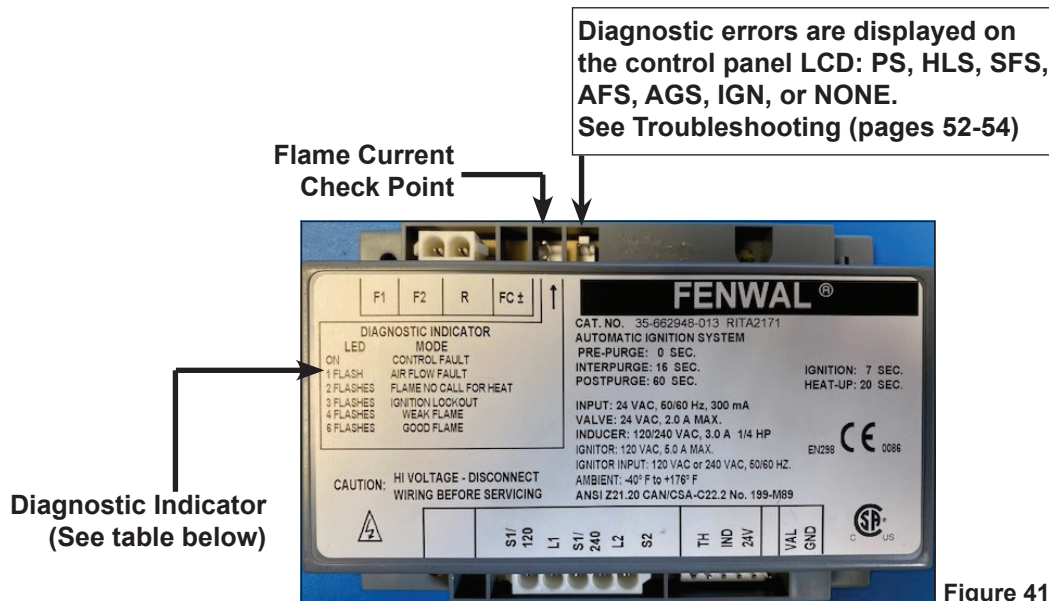 Diagnostic errors are displayed on
the control panel LCD: PS, HLS, SFS,
AFS, AGS, IGN, or NONE.
See Troubleshooting (pages 52-54)
Flame Current
Check Point
F1 F2 R FC ±
DIAGNOSTIC INDICATOR
LED MODE
ON CONTROL FAULT
1 FLASH AIR FLOW FAULT
2 FLASHES FLAME NO CALL FOR HEAT
3 FLASHES IGNITION LOCKOUT
4 FLASHES WEAK FLAME
6 FLASHES GOOD FLAME
CAUTION: HI VOLTAGE - DISCONNECT
WIRING BEFORE SERVICING
FENWAL ®
CAT. NO. 35-662948-013 RITA2171
AUTOMATIC IGNITION SYSTEM
PRE-PURGE: 0 SEC.
INTERPURGE: 15 SEC.
POSTPURGE: 60 SEC.
IGNITION: 7 SEC.
HEAT-UP: 20 SEC.
INPUT: 24 VAC, 50/60 Hz, 300 mA
VALVE: 24 VAC, 2.0 A MAX.
INDUCER: 120/240 VAC, 3.0 A 1/4 HP
IGNITOR: 120 VAC, 5.0 A MAX.
IGNITOR INPUT: 120 VAC or 240 VAC, 50/60 HZ.
AMBIENT: -40° F to +176° F
ANSI Z21.20 CAN/CSA-C22.2 No. 199-M89
EN298 CE 0086
S1/120 L1 S1/240 L2 S2 TH IND 24V VAL GND
C SA ® US
Diagnostic Indicator
(See table below)
Figure 41